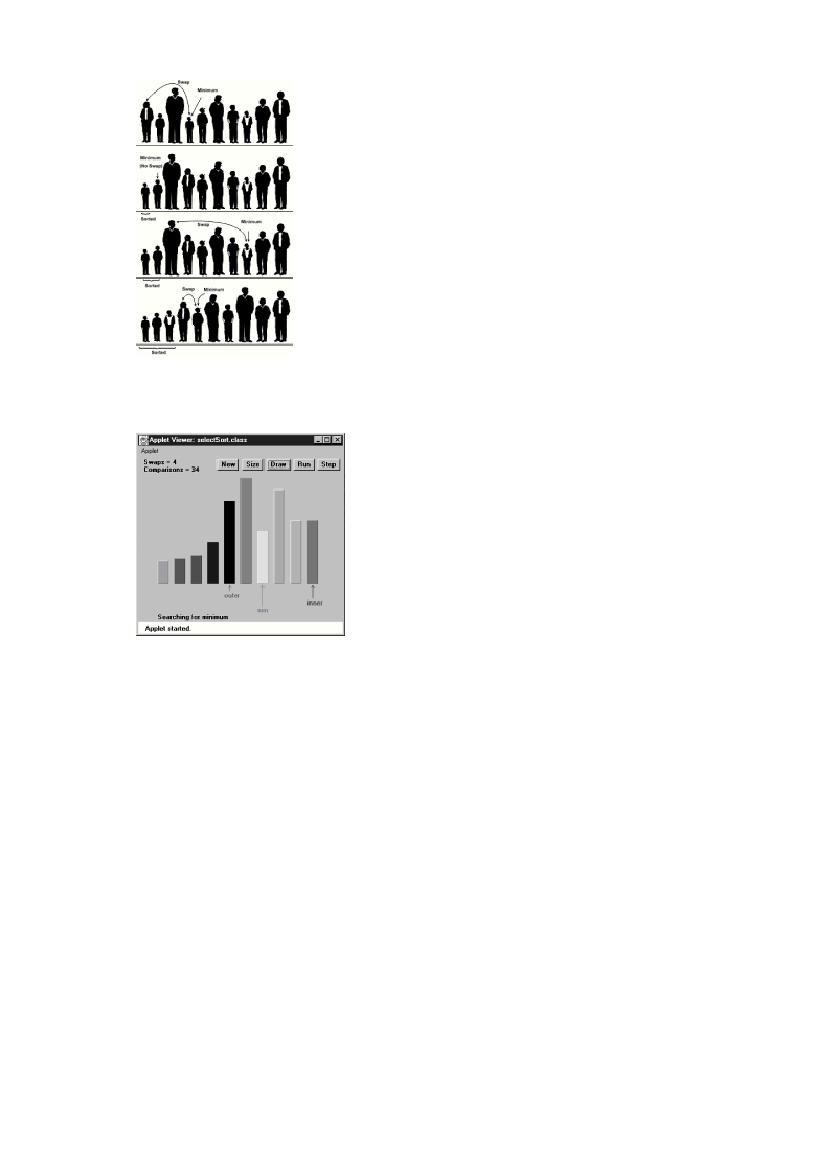 Swap
Minimum
Minimum
(No Swap)
Sorted
Swap
Minimum
Sorted
Swap Minimum
Sorted
Applet Viewer: selectSort.class
Applet
Swaps = 4
Comparisons = 34
New Size Draw Run Step
outer
min
inner
Searching for minimum
Applet started.